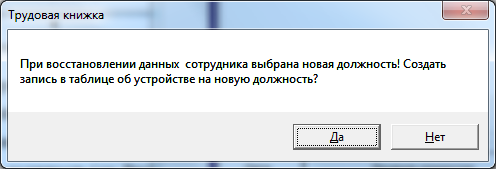 Трудовая книжка
При восстановлении данных  сотрудника выбрана новая должность! Создать
запись в таблице об устройстве на новую должность?
Да
Нет